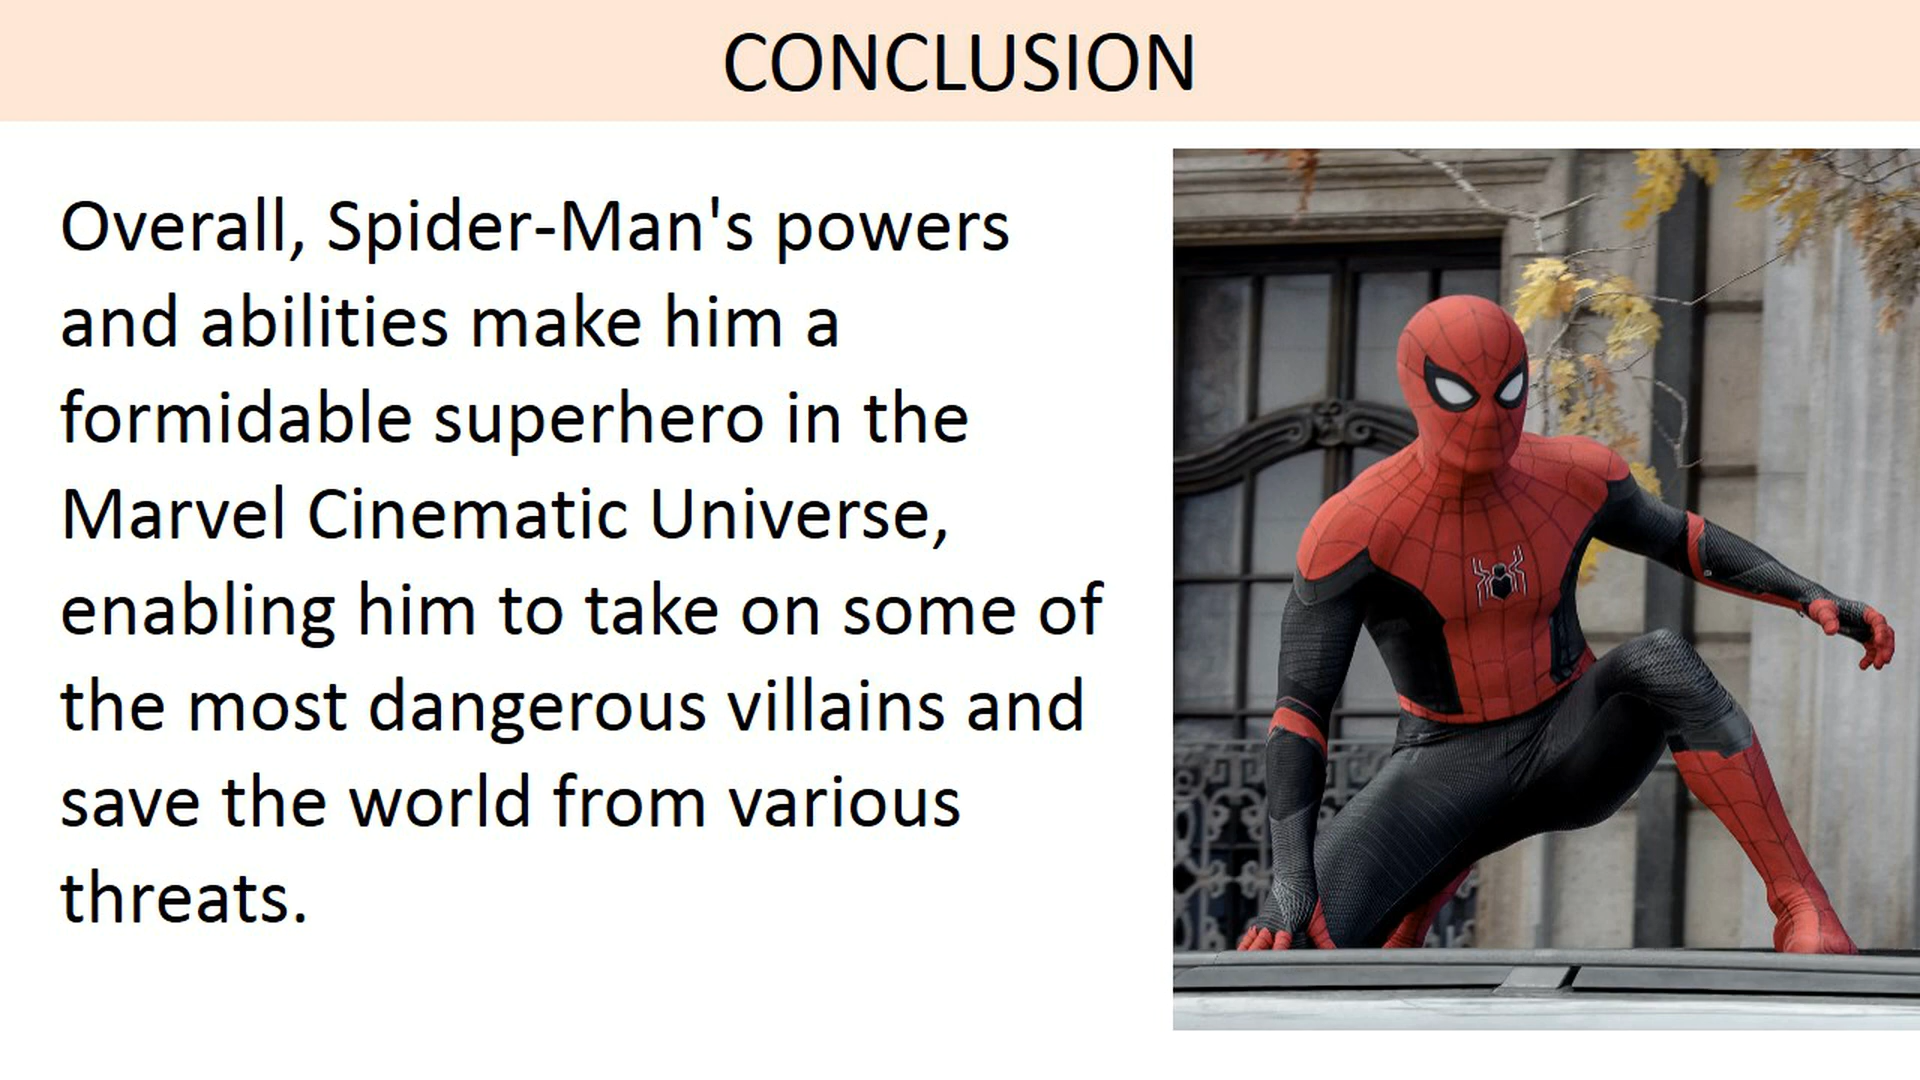 CONCLUSION
Overall, Spider-Man's powers
and abilities make him a
formidable superhero in the
Marvel Cinematic Universe,
enabling him to take on some of
the most dangerous villains and
save the world from various
threats.